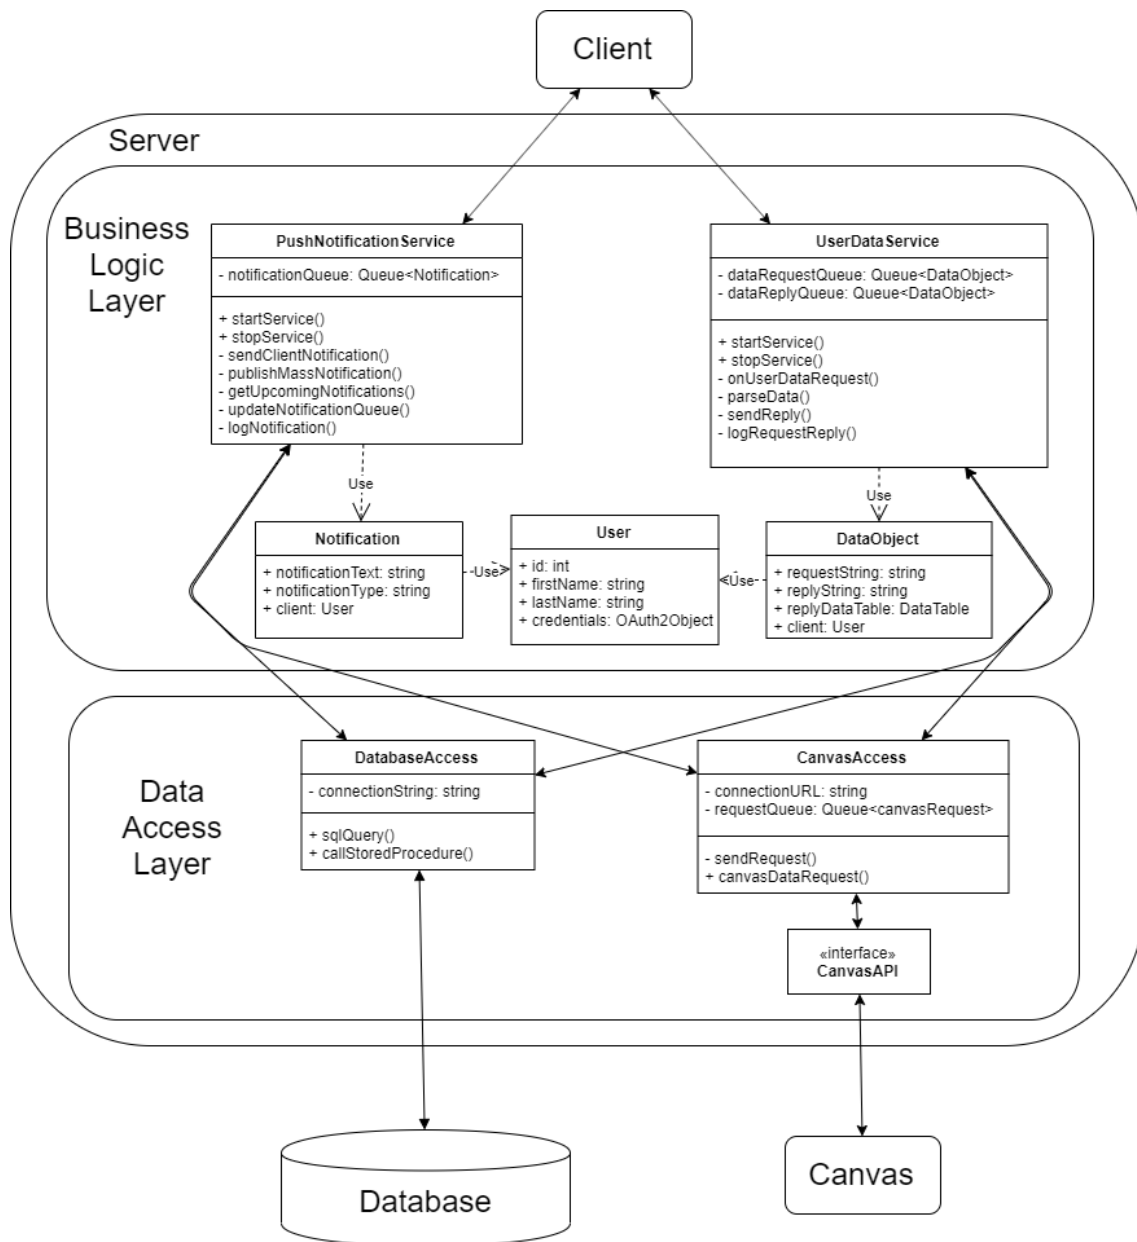 Client
Server
Business
Logic
Layer
PushNotificationService
- notificationQueue: Queue<Notification>
+ startService()
+ stopService()
- sendClientNotification()
- publishMassNotification()
- getUpcomingNotifications()
- updateNotificationQueue()
- logNotification()
UserDataService
- dataRequestQueue: Queue<DataObject>
- dataReplyQueue: Queue<DataObject>
+ startService()
+ stopService()
- onUserDataRequest()
- parseData()
- sendReply()
- logRequestReply()
Use
Use
Notification
+ notificationText: string
+ notificationType: string
+ client: User
Use
User
+ id: int
+ firstName: string
+ lastName: string
+ credentials: OAuth2Object
Use
DataObject
+ requestString: string
+ replyString: string
+ replyDataTable: DataTable
+ client: User
Data
Access
Layer
DatabaseAccess
- connectionString: string
+ sqlQuery()
+ callStoredProcedure()
CanvasAccess
- connectionURL: string
- requestQueue: Queue<canvasRequest>
- sendRequest()
+ canvasDataRequest()
«interface»
CanvasAPI
Database
Canvas